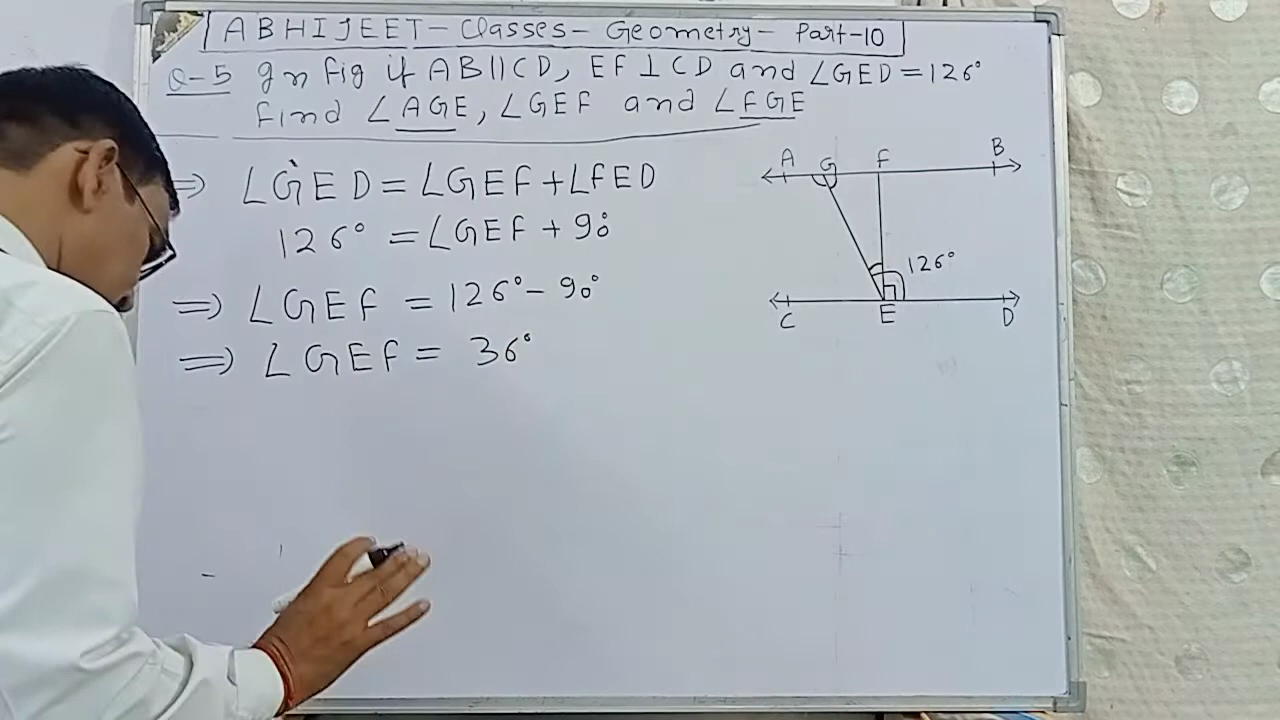 ABHIJEET-Classes-Geometry-Part-10
Q-5 In fig if AB||CD, EF⊥CD and ∠GED=126°
Find ∠AGE, ∠GEF and ∠FGE
⇒ ∠GED=∠GEF+∠FED
126°=∠GEF+90°
⇒ ∠GEF=126°-90°
⇒ ∠GEF=36°
A G F B
126°
C E D